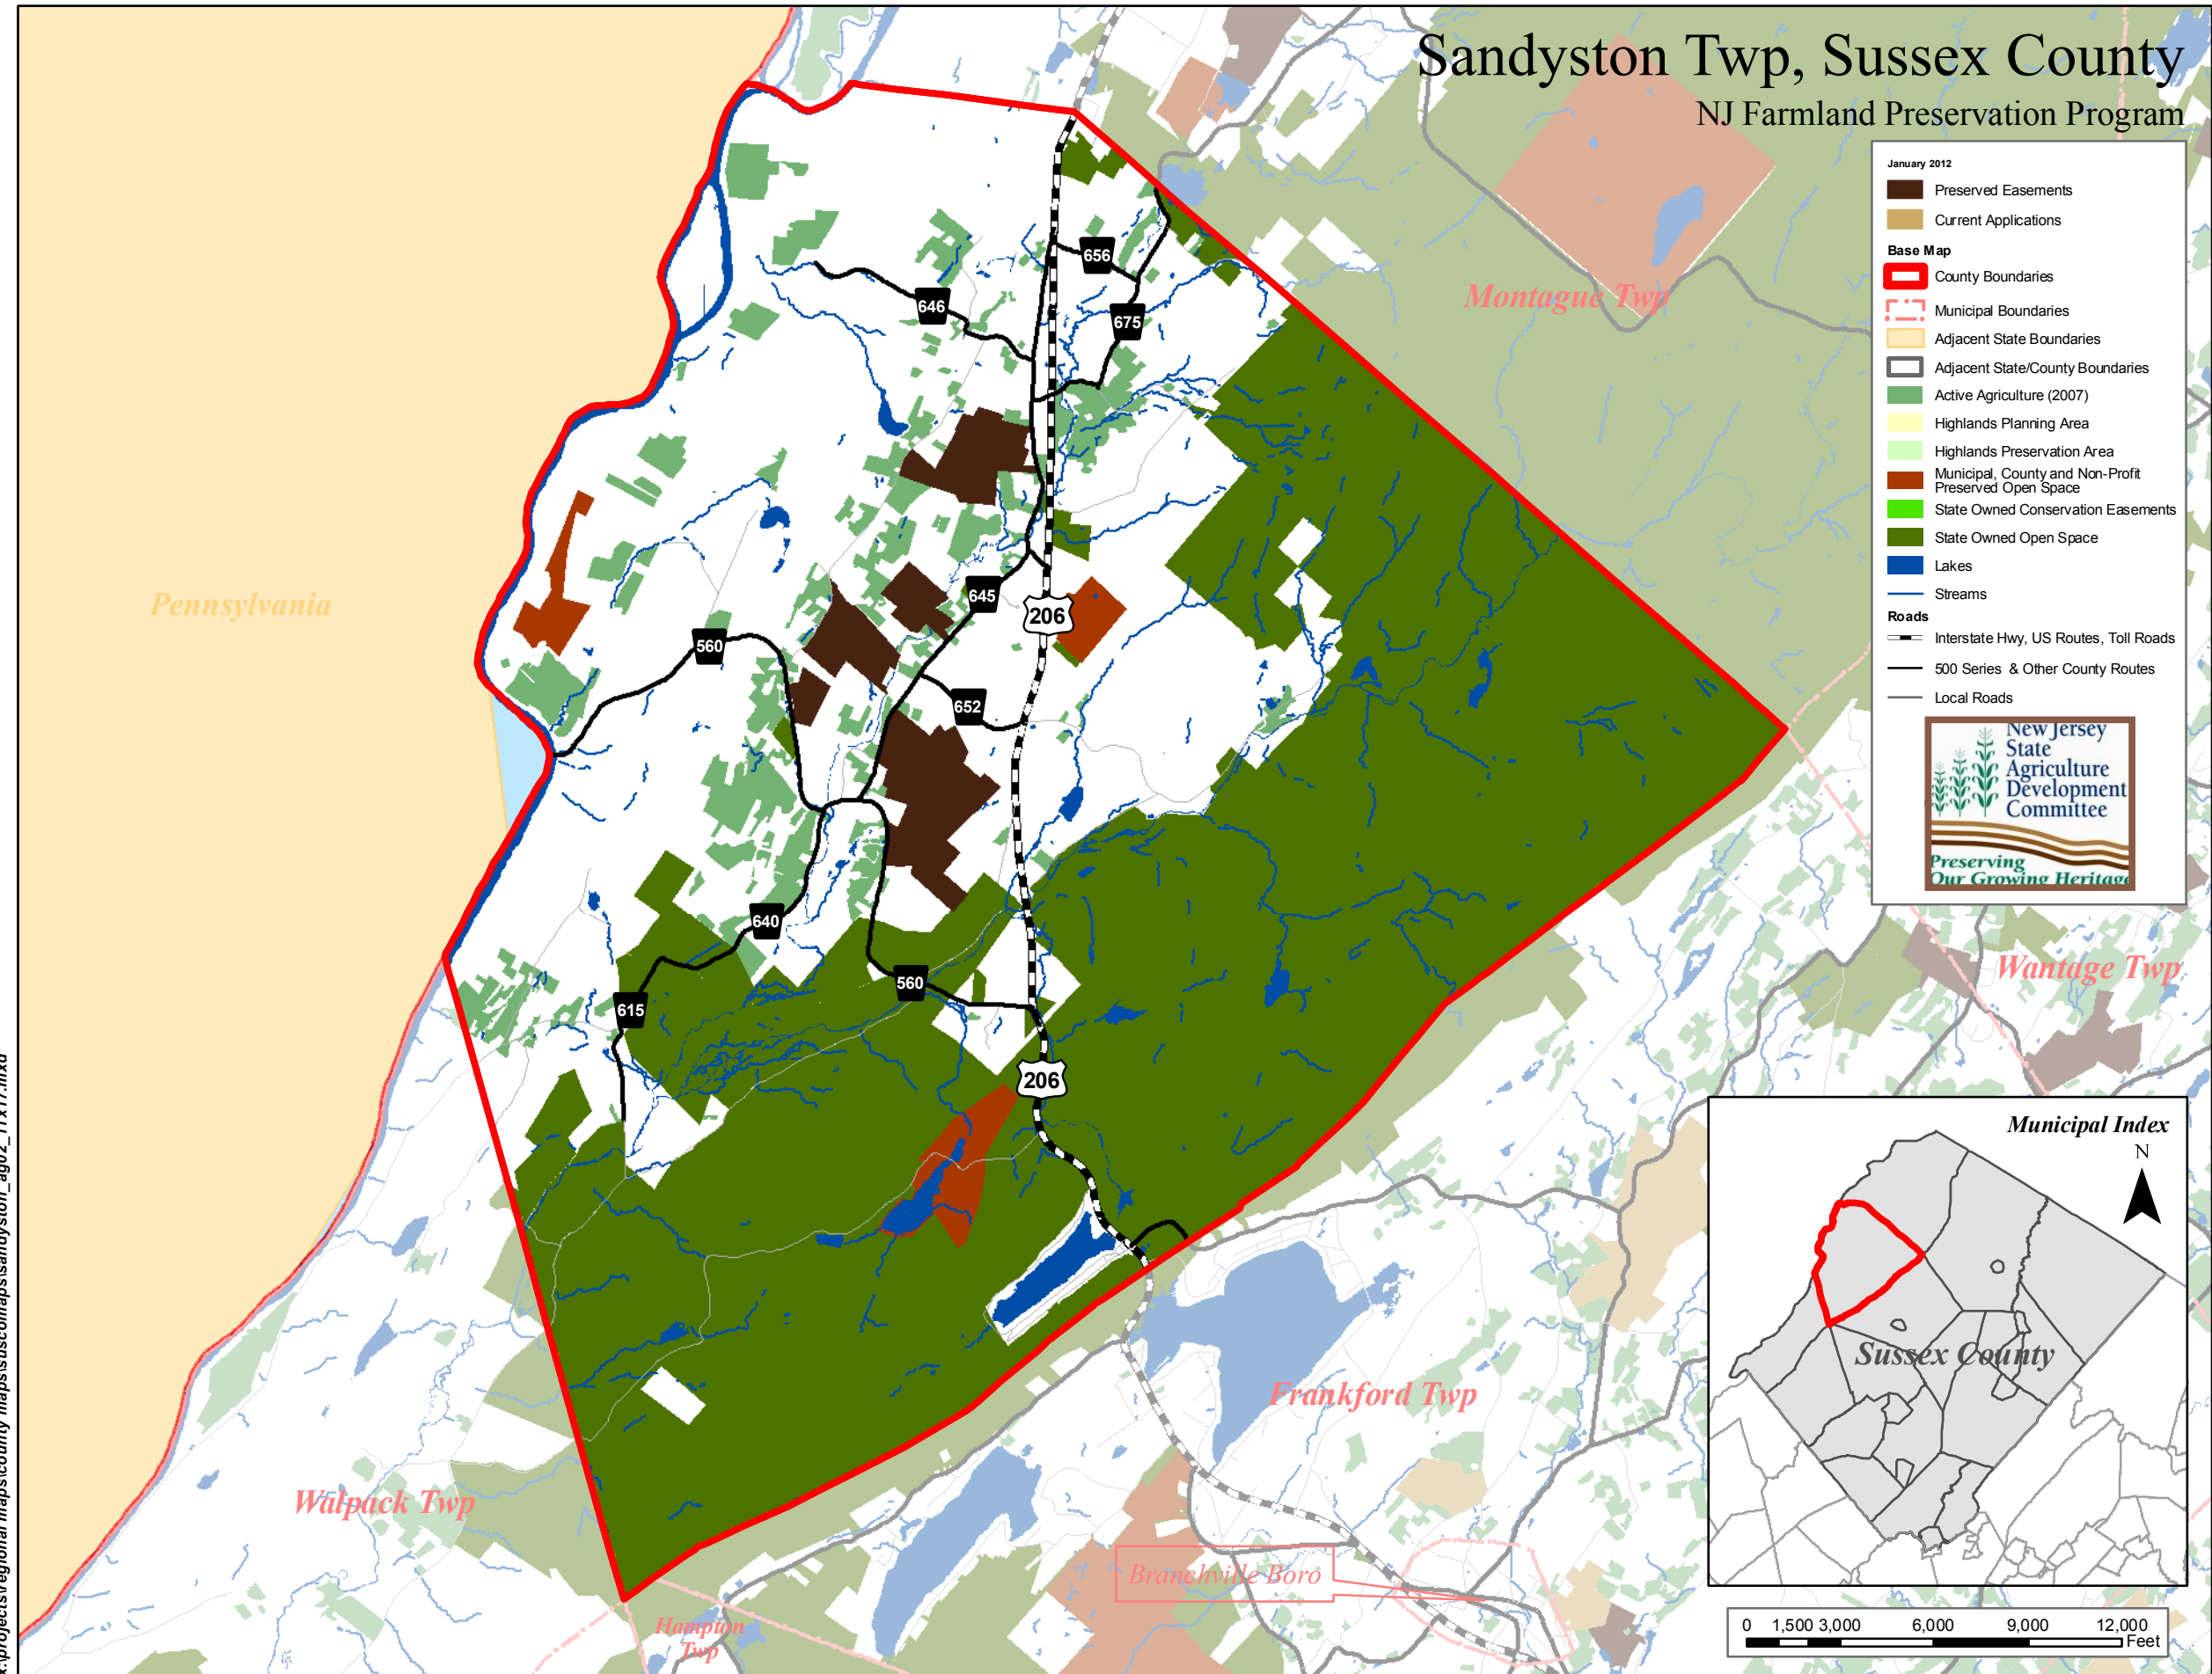 Sandyston Twp, Sussex County
NJ Farmland Preservation Program
January 2012
Preserved Easements
Current Applications
Base Map
County Boundaries
Municipal Boundaries
Adjacent State Boundaries
Adjacent State/County Boundaries
Active Agriculture (2007)
Highlands Planning Area
Highlands Preservation Area
Municipal, County and Non-Profit
Preserved Open Space
State Owned Conservation Easements
State Owned Open Space
Lakes
Streams
Roads
Interstate Hwy, US Routes, Toll Roads
500 Series & Other County Routes
Local Roads
New Jersey
State
Agriculture
Development
Committee
Preserving
Our Growing Heritage
656
646
675
Montague Twp
Pennsylvania
645
206
560
652
640
560
615
206
Wantage Twp
Municipal Index
N
Sussex County
Frankford Twp
Walpack Twp
Branchville Boro
Hampton
Twp
0 1,500 3,000 6,000 9,000 12,000
Feet